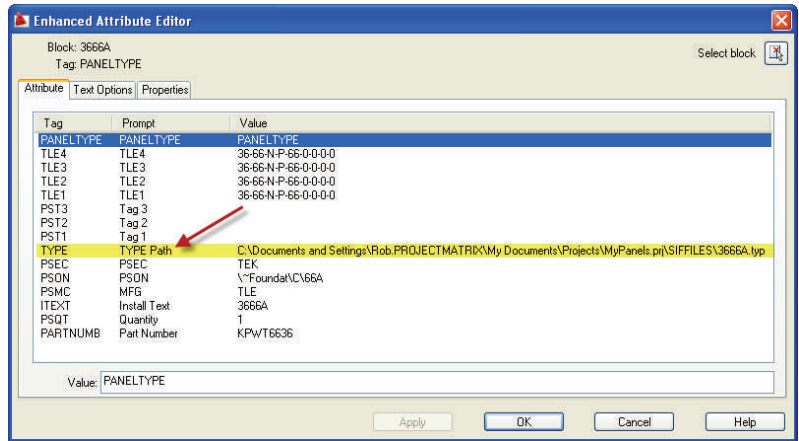 Enhanced Attribute Editor
Block: 3666A
Tag: PANELTYPE
Select block
Attribute Text Options Properties
Tag Prompt Value
PANELTYPE PANELTYPE PANELTYPE
TLE4 TLE4 36-66-N-P-66-0-0-0-0
TLE3 TLE3 36-66-N-P-66-0-0-0-0
TLE2 TLE2 36-66-N-P-66-0-0-0-0
TLE1 TLE1 36-66-N-P-66-0-0-0-0
PST3 Tag 3
PST2 Tag 2
PST1 Tag 1
TYPE TYPE Path C:\Documents and Settings\Rob.PROJECTMATRIX\My Documents\Projects\MyPanels.prj\SIFFILES\3666A.typ
PSEC PSEC TEK
PSON PSON \~Foundat\C\66A
PSMC MFG TLE
ITEXT Install Text 3666A
PSQT Quantity 1
PARTNUMB Part Number KPWT6636
Value: PANELTYPE
Apply OK Cancel Help